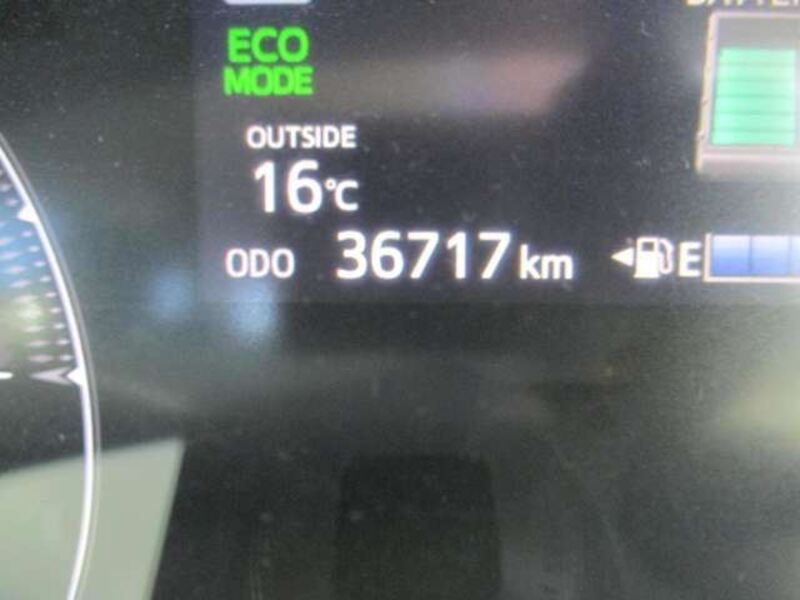 ECO
MODE
OUTSIDE
16°C
ODO 36717 km E